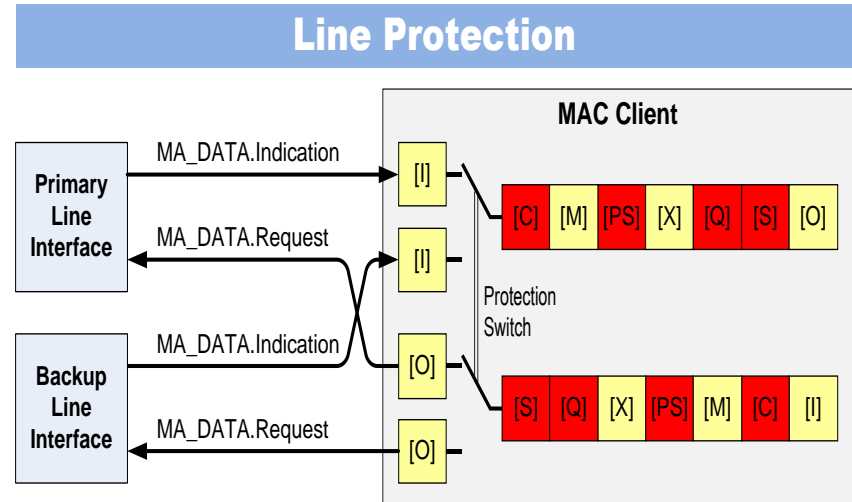 Line Protection
MAC Client
Primary
Line
Interface
MA_DATA.Indication
MA_DATA.Request
[I]
[I]
[C] [M] [PS] [X] [Q] [S] [O]
Protection
Switch
Backup
Line
Interface
MA_DATA.Indication
MA_DATA.Request
[O]
[O]
[S] [Q] [X] [PS] [M] [C] [I]